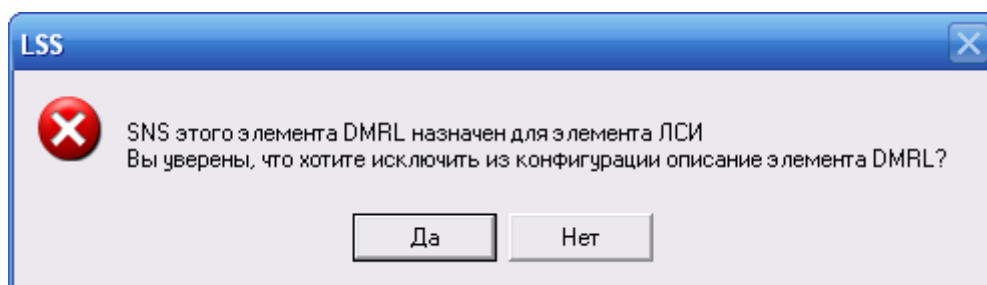 LSS
SNS этого элемента DMRL назначен для элемента ЛСИ
Вы уверены, что хотите исключить из конфигурации описание элемента DMRL?
Да Нет